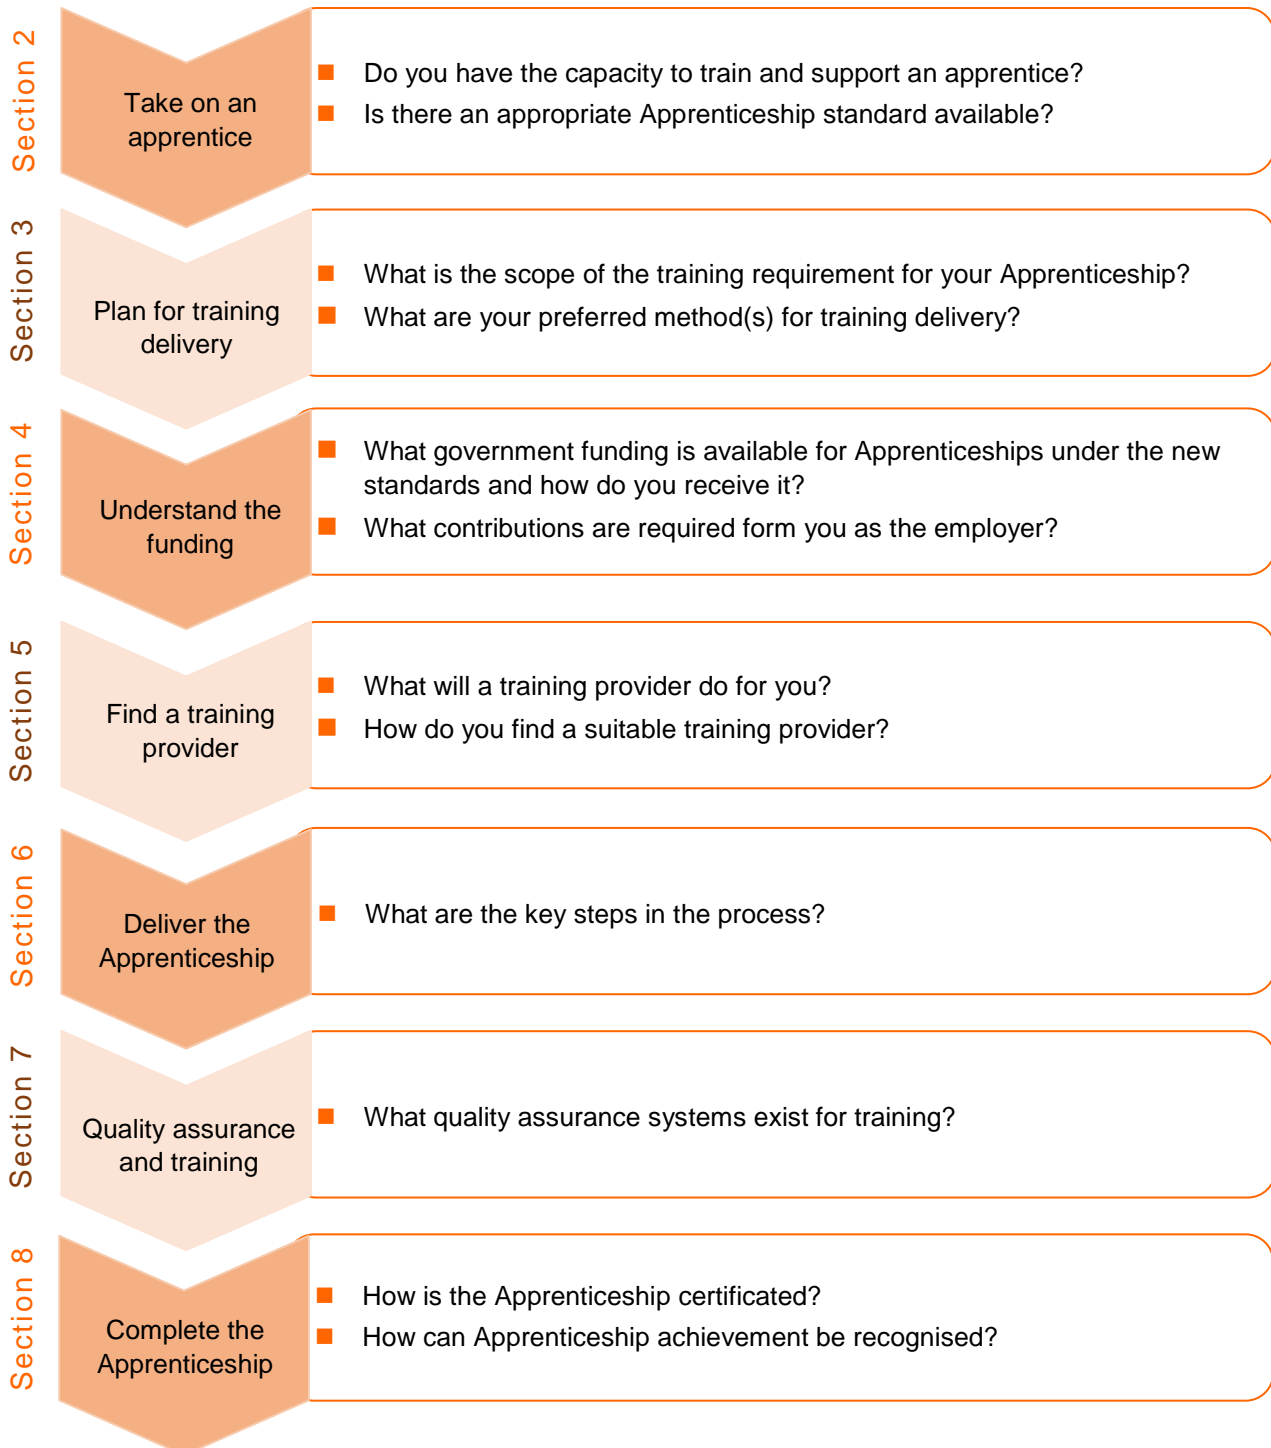 Section 2
Take on an
apprentice
■ Do you have the capacity to train and support an apprentice?
■ Is there an appropriate Apprenticeship standard available?
Section 3
Plan for training
delivery
■ What is the scope of the training requirement for your Apprenticeship?
■ What are your preferred method(s) for training delivery?
Section 4
Understand the
funding
■ What government funding is available for Apprenticeships under the new
standards and how do you receive it?
■ What contributions are required form you as the employer?
Section 5
Find a training
provider
■ What will a training provider do for you?
■ How do you find a suitable training provider?
Section 6
Deliver the
Apprenticeship
■ What are the key steps in the process?
Section 7
Quality assurance
and training
■ What quality assurance systems exist for training?
Section 8
Complete the
Apprenticeship
■ How is the Apprenticeship certificated?
■ How can Apprenticeship achievement be recognised?